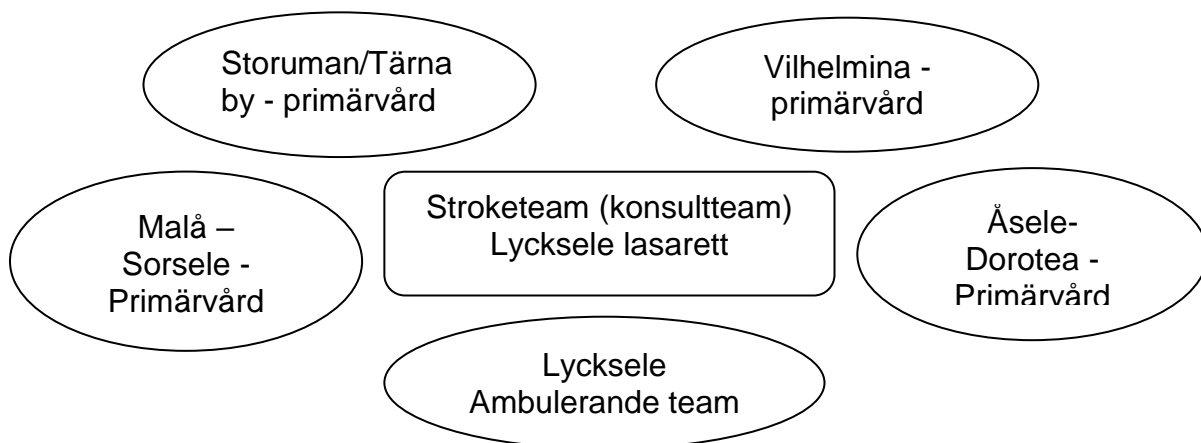 Storuman/Tärna
by - primärvård
Vilhelmina -
primärvård
Malå –
Sorsele -
Primärvård
Stroketeam (konsultteam)
Lycksele lasarett
Åsele-
Dorotea -
Primärvård
Lycksele
Ambulerande team